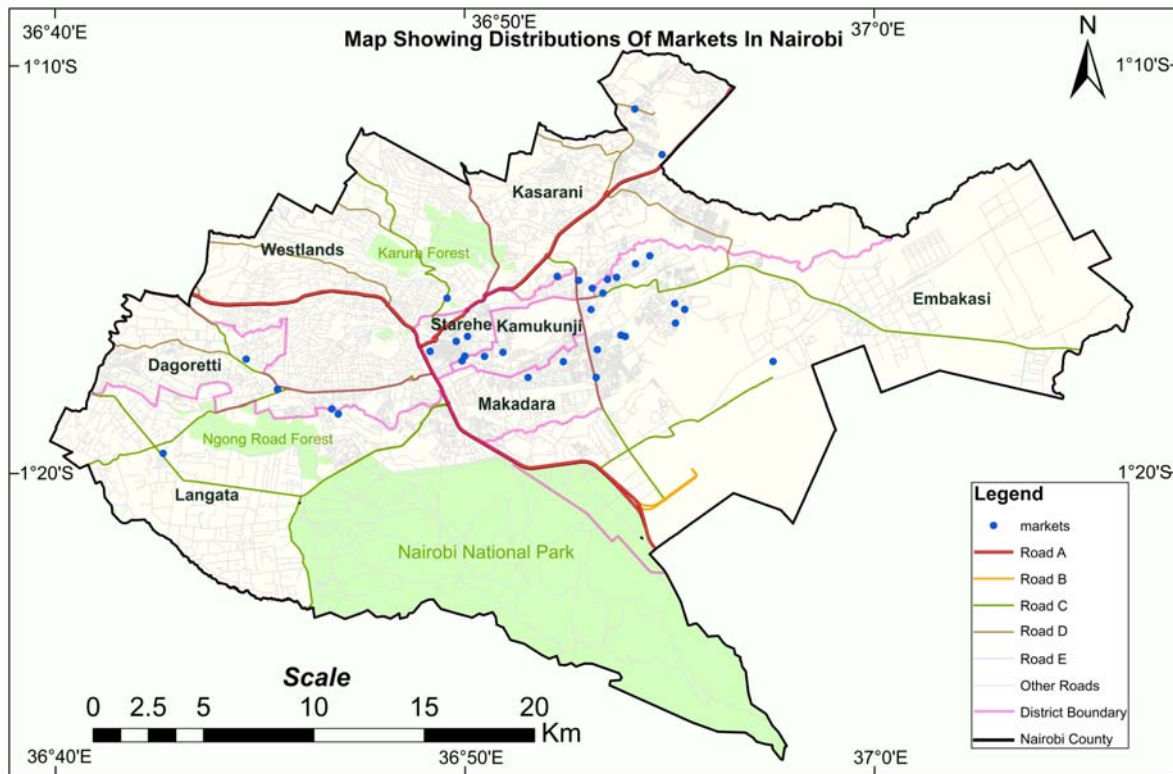 36°40'E
36°50'E
37°0'E
Map Showing Distributions Of Markets In Nairobi
N
1°10'S
1°10'S
Kasarani
Westlands
Karura Forest
Embakasi
Starehe
Kamukunji
Dagoretti
Makadara
Ngong Road Forest
1°20'S
1°20'S
Langata
Nairobi National Park
Legend
markets
Road A
Road B
Road C
Road D
Road E
Other Roads
District Boundary
Nairobi County
Scale
0 2.5 5 10 15 20
Km
36°40'E
36°50'E
37°0'E